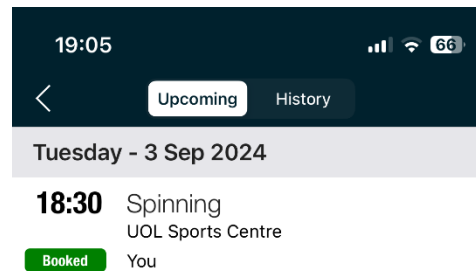 19:05
66
Upcoming History
Tuesday - 3 Sep 2024
18:30 Spinning
UOL Sports Centre
Booked You